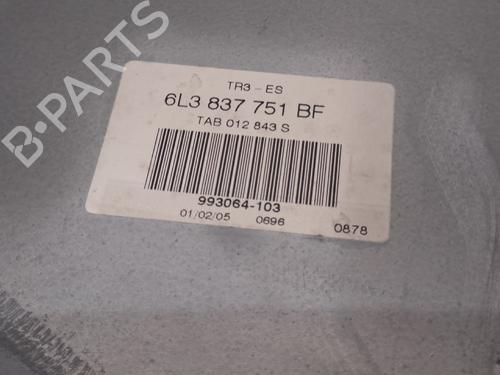 B-PARTS
TR3-ES
6L3 837 751 BF
TAB 012 843 S
993064-103
01/02/05 0696 0878